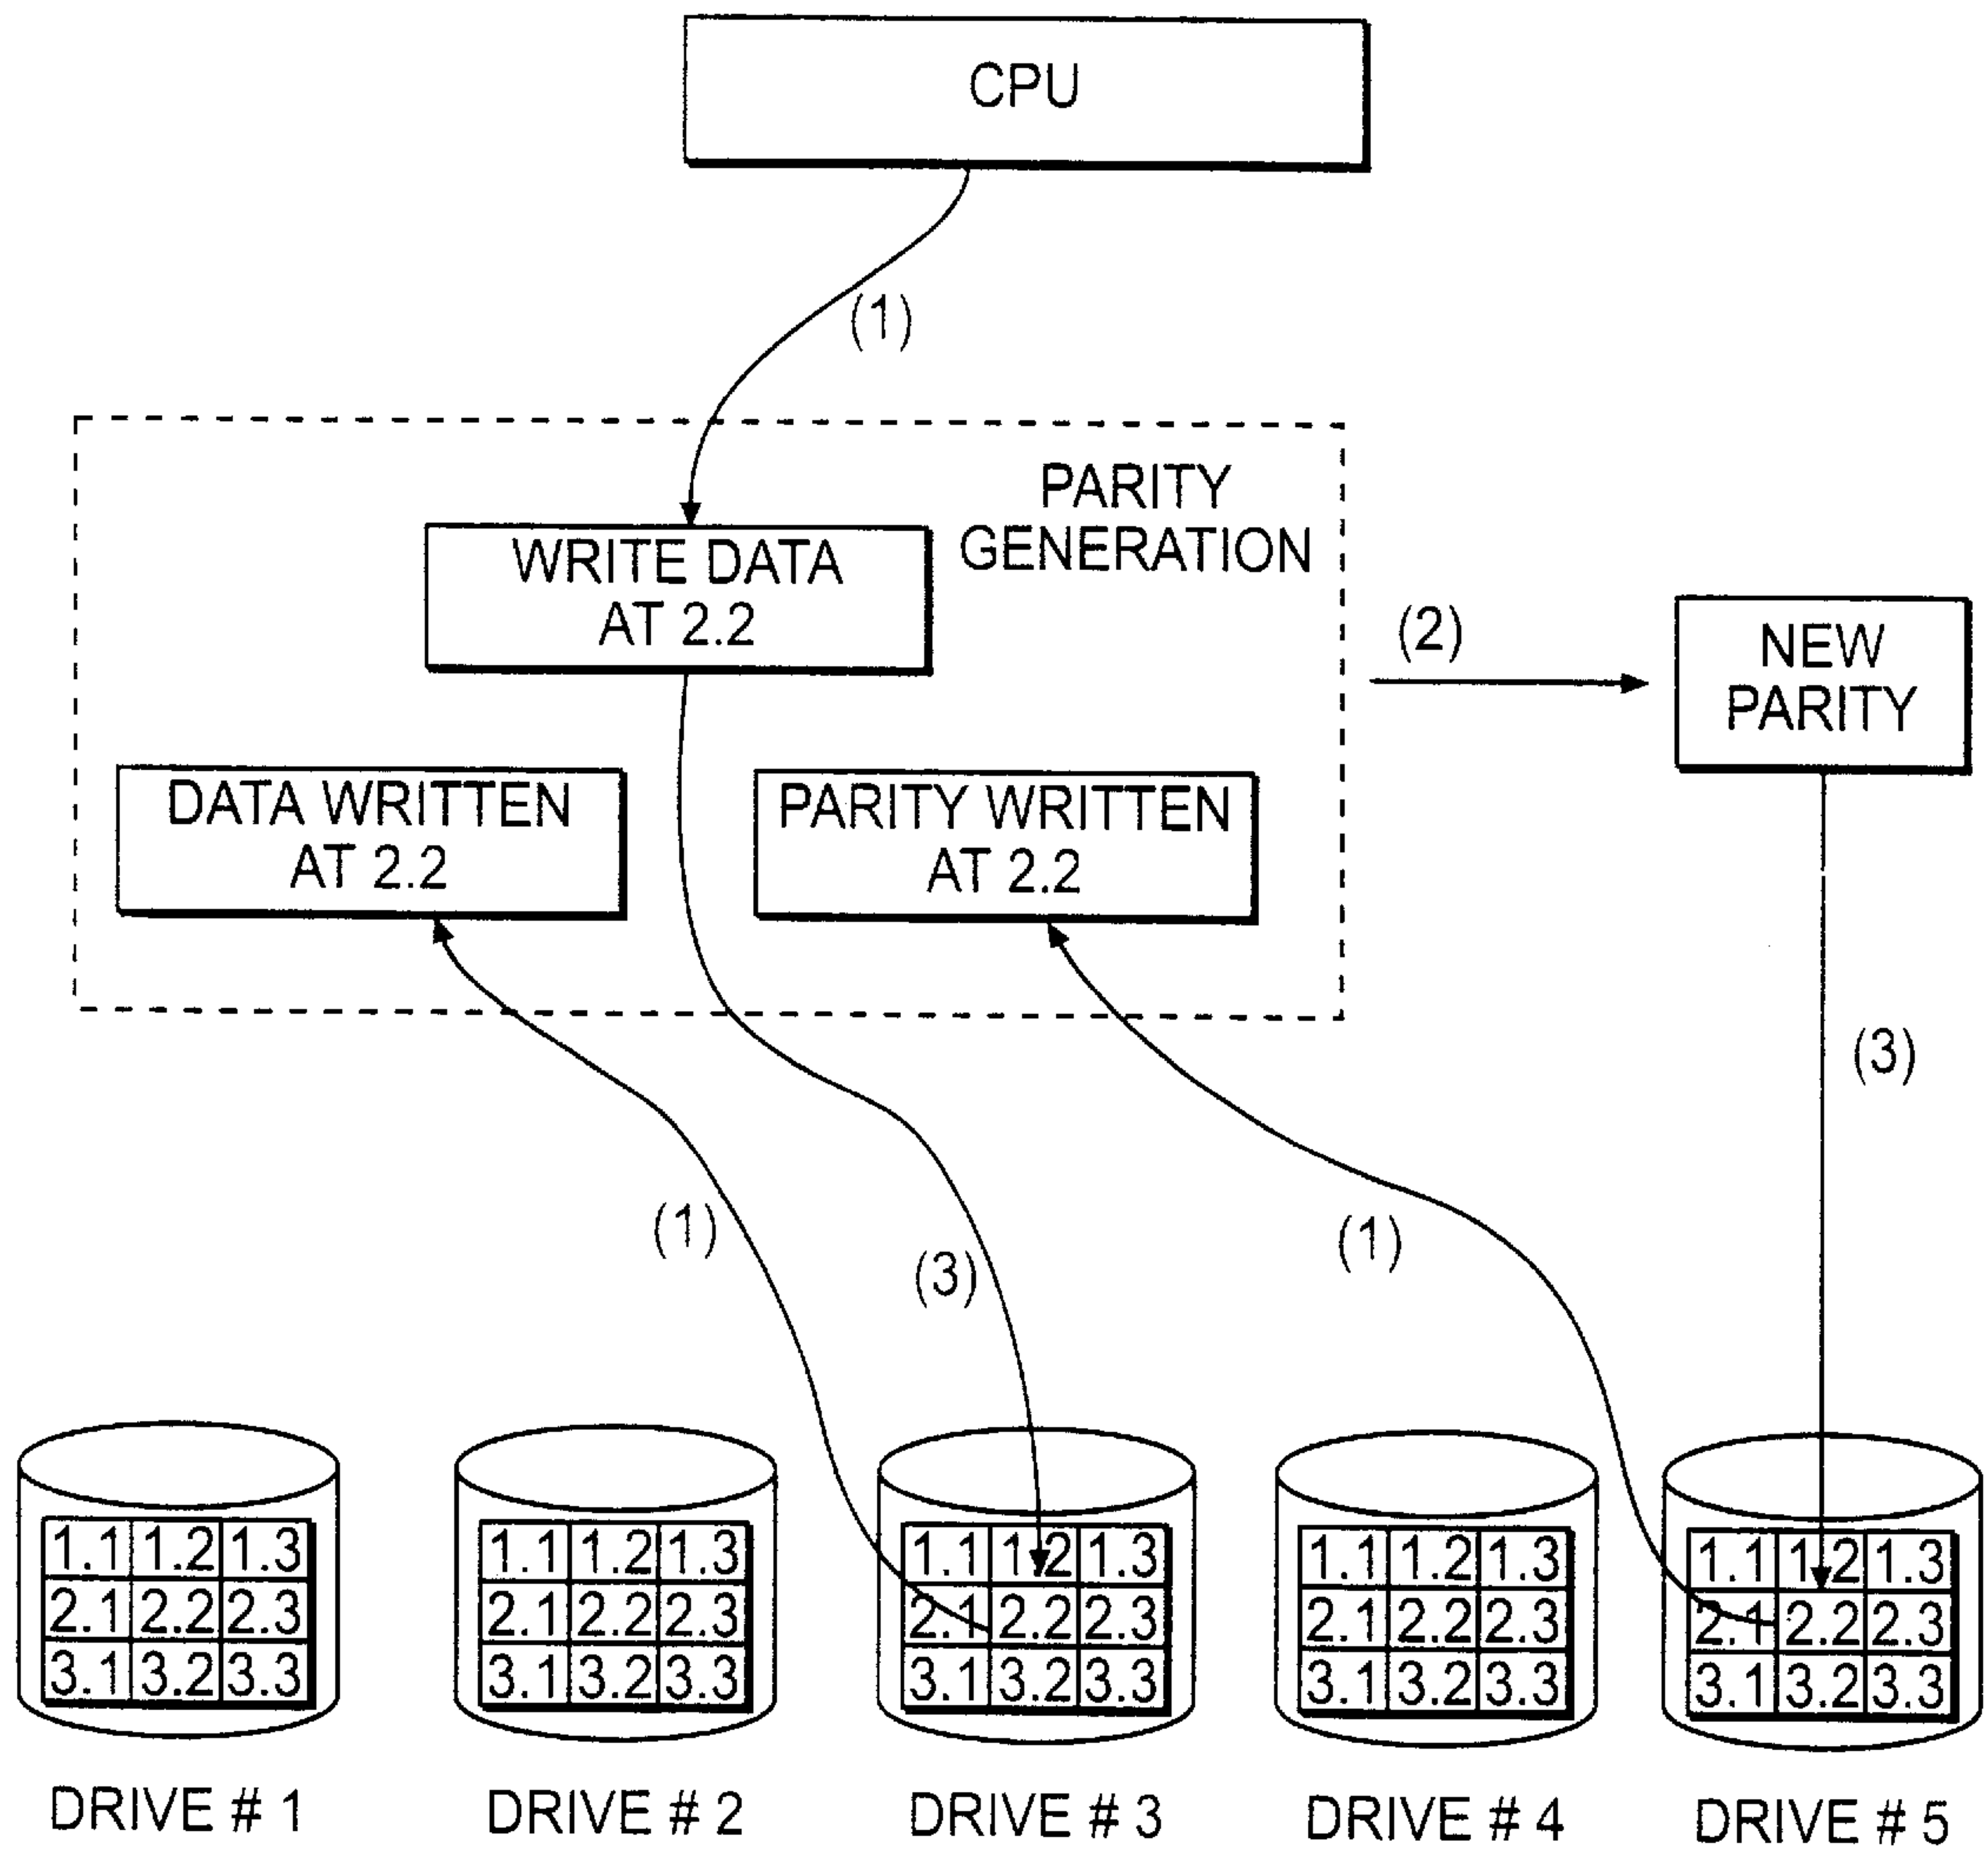 CPU
(1)
PARITY
GENERATION
WRITE DATA
AT 2.2
(2)
NEW
PARITY
DATA WRITTEN
AT 2.2
PARITY WRITTEN
AT 2.2
(3)
(1)
(3)
(1)
1.1 1.2 1.3
2.1 2.2 2.3
3.1 3.2 3.3
1.1 1.2 1.3
2.1 2.2 2.3
3.1 3.2 3.3
1.1 1.2 1.3
2.1 2.2 2.3
3.1 3.2 3.3
1.1 1.2 1.3
2.1 2.2 2.3
3.1 3.2 3.3
1.1 1.2 1.3
2.1 2.2 2.3
3.1 3.2 3.3
DRIVE # 1
DRIVE # 2
DRIVE # 3
DRIVE # 4
DRIVE # 5